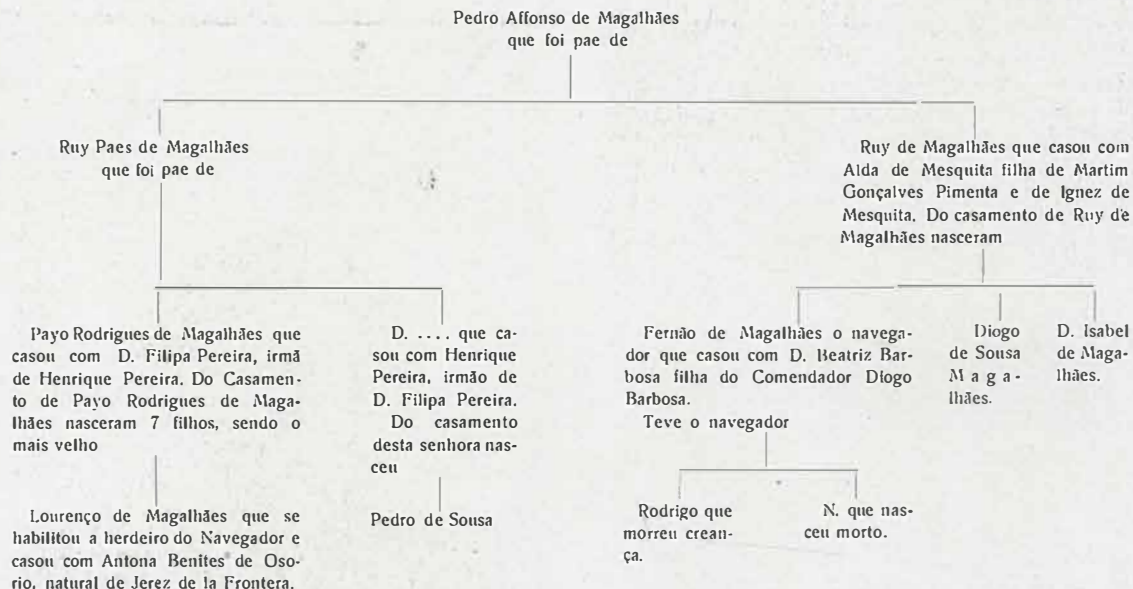 Pedro Affonso de Magalhães
que foi pae de
Ruy Paes de Magalhães
que foi pae de
Ruy de Magalhães que casou com
Alda de Mesquita filha de Martim
Gonçalves Pimenta e de Ignez de
Mesquita. Do casamento de Ruy de
Magalhães nasceram
Payo Rodrigues de Magalhães que
casou com D. Filipa Pereira, irmã
de Henrique Pereira. Do Casamen-
to de Payo Rodrigues de Maga-
lhães nasceram 7 filhos, sendo o
mais velho
D. .... que ca-
sou com Henrique
Pereira, irmão de
D. Filipa Pereira.
Do casamento
desta senhora nas-
ceu
Fernão de Magalhães o navega-
dor que casou com D. Beatriz Bar-
bosa filha do Comendador Diogo
Barbosa.
Teve o navegador
Diogo
de Sousa
Maga-
lhães.
D. Isabel
de Maga-
lhães.
Lourenço de Magalhães que se
habilitou a herdeiro do Navegador e
casou com Antona Benites de Oso-
rio, natural de Jerez de la Frontera.
Pedro de Sousa
Rodrigo que
morreu crean-
ça.
N. que nas-
ceu morto.